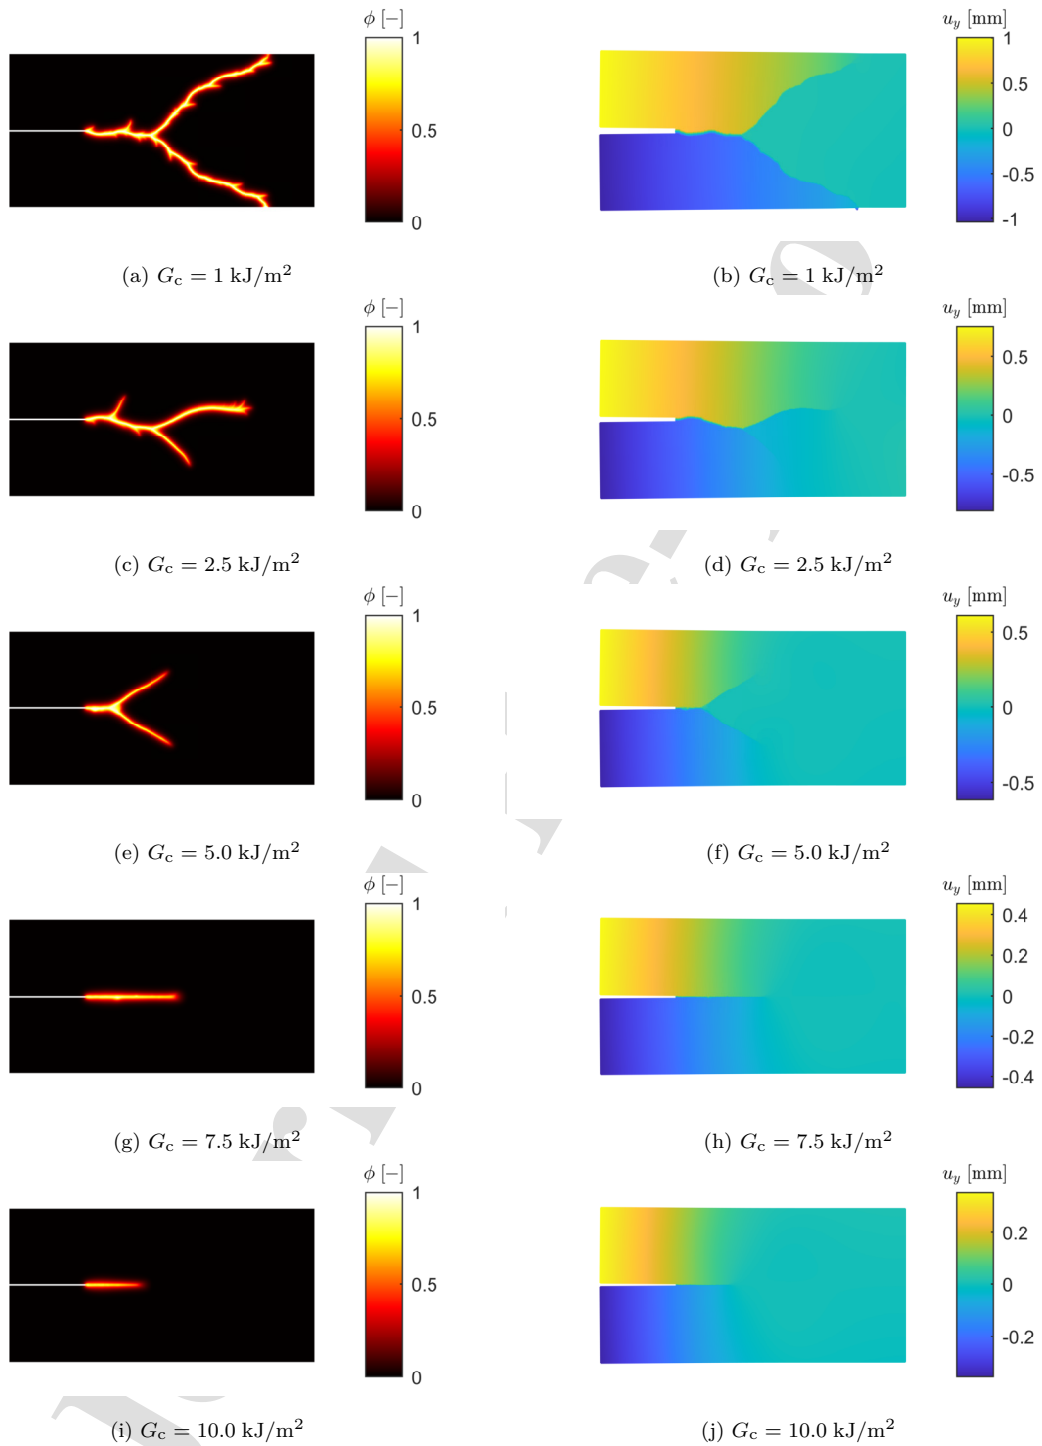 ϕ [−]
1
0.5
0
u_y [mm]
1
0.5
0
-0.5
-1
(a) G_c = 1 kJ/m²
(b) G_c = 1 kJ/m²
ϕ [−]
1
0.5
0
u_y [mm]
0.5
0
-0.5
(c) G_c = 2.5 kJ/m²
(d) G_c = 2.5 kJ/m²
ϕ [−]
1
0.5
0
u_y [mm]
0.5
0
-0.5
(e) G_c = 5.0 kJ/m²
(f) G_c = 5.0 kJ/m²
ϕ [−]
1
0.5
0
u_y [mm]
0.4
0.2
0
-0.2
-0.4
(g) G_c = 7.5 kJ/m²
(h) G_c = 7.5 kJ/m²
ϕ [−]
1
0.5
0
u_y [mm]
0.2
0
-0.2
(i) G_c = 10.0 kJ/m²
(j) G_c = 10.0 kJ/m²